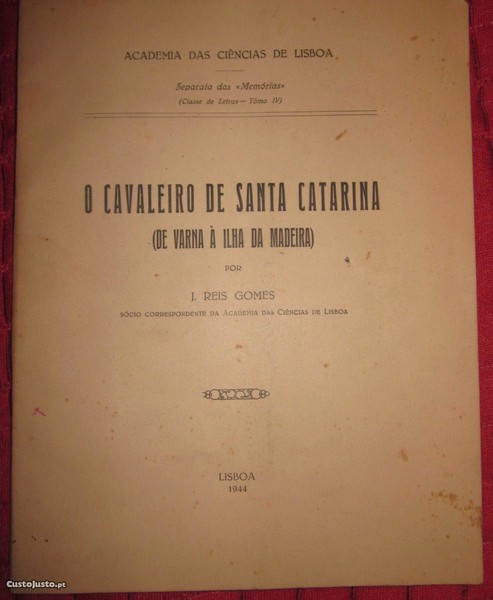 ACADEMIA DAS CIÊNCIAS DE LISBOA
Separata das «Memórias»
(Classe de Letras — Tômo IV)
O CAVALEIRO DE SANTA CATARINA
(DE VARNA À ILHA DA MADEIRA)
POR
J. REIS GOMES
SÓCIO CORRESPONDENTE DA ACADEMIA DAS CIÊNCIAS DE LISBOA
LISBOA
1944
CustoJusto.pt